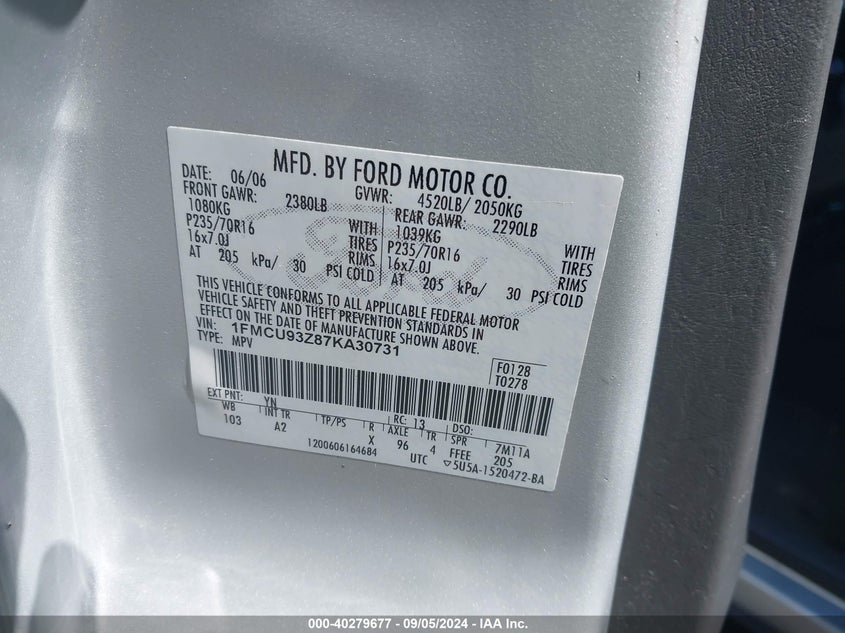 MFD. BY FORD MOTOR CO.
DATE: 06/06 GVWR: 4520LB/ 2050KG
FRONT GAWR: 2380LB REAR GAWR: 2290LB
1080KG WITH 1039KG WITH
P235/70R16 TIRES P235/70R16 TIRES
16x7.0J RIMS 16x7.0J RIMS
AT 205 kPa/ 30 PSI COLD AT 205 kPa/ 30 PSI COLD
Ford
THIS VEHICLE CONFORMS TO ALL APPLICABLE FEDERAL MOTOR
VEHICLE SAFETY AND THEFT PREVENTION STANDARDS IN
EFFECT ON THE DATE OF MANUFACTURE SHOWN ABOVE.
VIN: 1FMCU93Z87KA30731
TYPE: MPV
F0128
T0278
EXT PNT: YN RC: 13 DSO:
WB INT TR TP/PS R AXLE TR SPR 7M11A
103 A2 X 96 4 FFEE 205
1200606164684 UTC ▽5U5A-1520472-BA
000-40279677 - 09/05/2024 - IAA Inc.